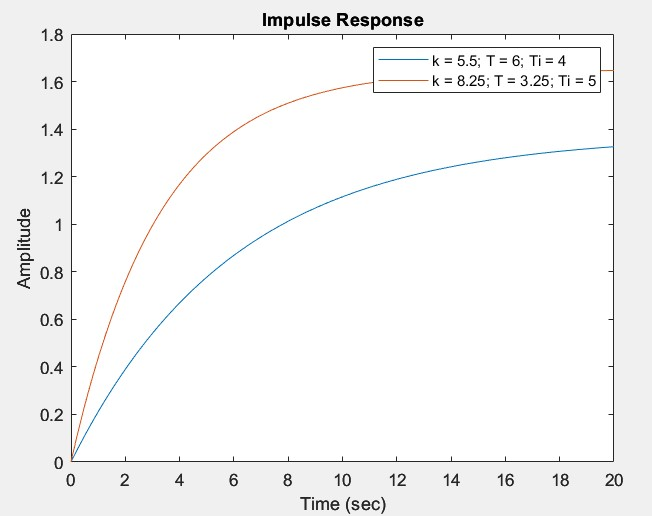 Impulse Response
k = 5.5; T = 6; Ti = 4
k = 8.25; T = 3.25; Ti = 5
Amplitude
1.8
1.6
1.4
1.2
1
0.8
0.6
0.4
0.2
0
0 2 4 6 8 10 12 14 16 18 20
Time (sec)